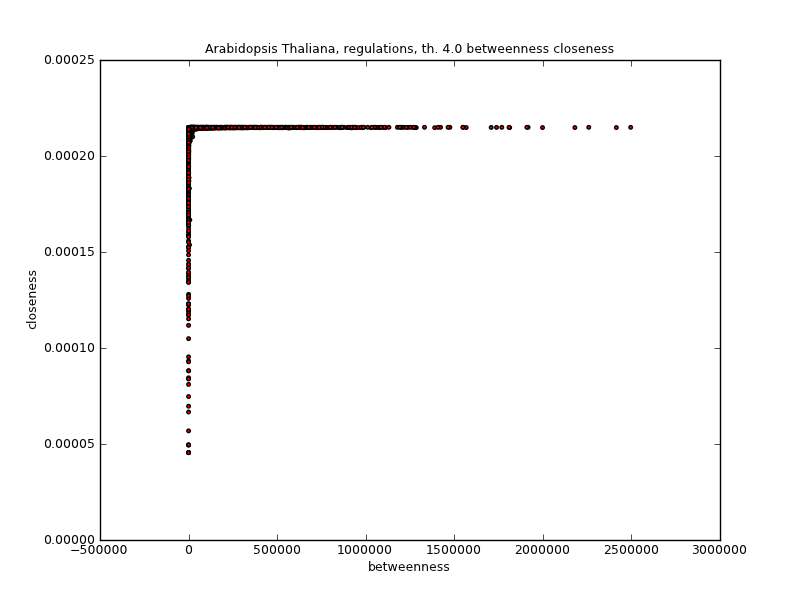 Arabidopsis Thaliana, regulations, th. 4.0 betweenness closeness
0.00025
0.00020
0.00015
closeness
0.00010
0.00005
0.00000
−500000 0 500000 1000000 1500000 2000000 2500000 3000000
betweenness